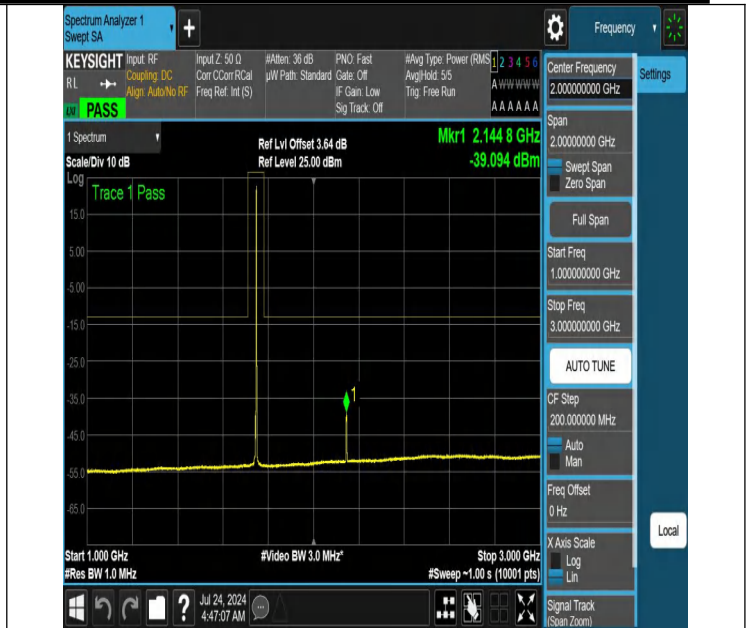 Spectrum Analyzer 1
Swept SA
+
Frequency
KEYSIGHT
RL
PASS
Input: RF
Coupling: DC
Align: Auto/No RF
Input Z: 50 Ω
Corr CCorr RCal
Freq Ref: Int (S)
#Atten: 36 dB
µW Path: Standard
PNO: Fast
Gate: Off
IF Gain: Low
Sig Track: Off
#Avg Type: Power (RMS
Avg|Hold: 5/5
Trig: Free Run
1 2 3 4 5 6
A W W W W W
A A A A A A
1 Spectrum
Scale/Div 10 dB
Ref Lvl Offset 3.64 dB
Ref Level 25.00 dBm
Mkr1 2.144 8 GHz
-39.094 dBm
Log
Trace 1 Pass
15.0
5.00
-5.00
-15.0
-25.0
-35.0
-45.0
-55.0
-65.0
1
Start 1.000 GHz
#Res BW 1.0 MHz
#Video BW 3.0 MHz*
Stop 3.000 GHz
#Sweep ~1.00 s (10001 pts)
?
Jul 24, 2024
4:47:07 AM
Center Frequency
2.000000000 GHz
Span
2.00000000 GHz
Swept Span
Zero Span
Full Span
Start Freq
1.000000000 GHz
Stop Freq
3.000000000 GHz
AUTO TUNE
CF Step
200.000000 MHz
Auto
Man
Freq Offset
0 Hz
X Axis Scale
Log
Lin
Signal Track
(Span Zoom)
Settings
Local